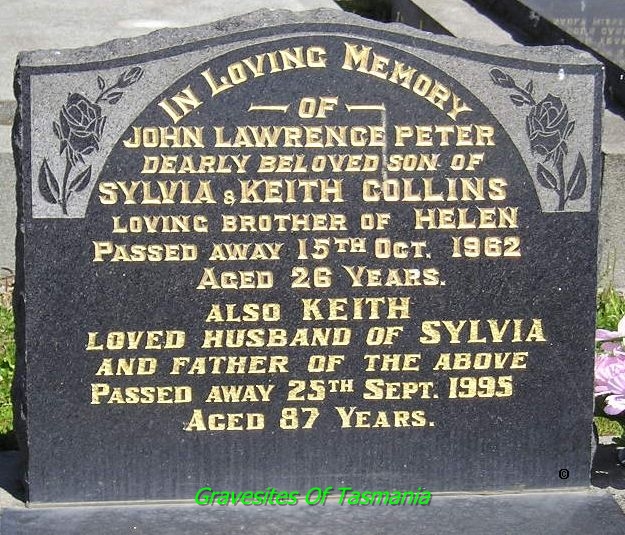 IN LOVING MEMORY
— OF —
JOHN LAWRENCE PETER
DEARLY BELOVED SON OF
SYLVIA & KEITH COLLINS
LOVING BROTHER OF HELEN
PASSED AWAY 15TH OCT. 1962
AGED 26 YEARS.
ALSO KEITH
LOVED HUSBAND OF SYLVIA
AND FATHER OF THE ABOVE
PASSED AWAY 25TH SEPT. 1995
AGED 87 YEARS.
©
Gravesites Of Tasmania